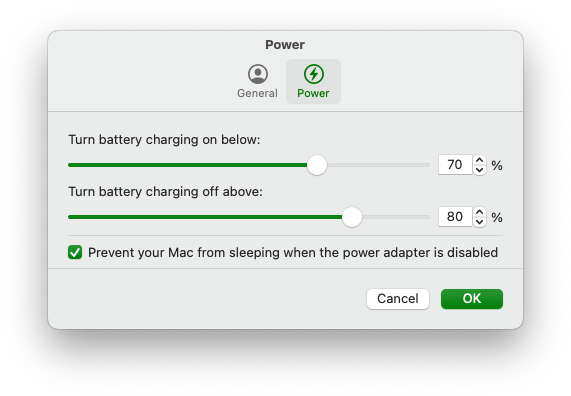 Power
General
Power
Turn battery charging on below:
70 %
Turn battery charging off above:
80 %
Prevent your Mac from sleeping when the power adapter is disabled
Cancel
OK